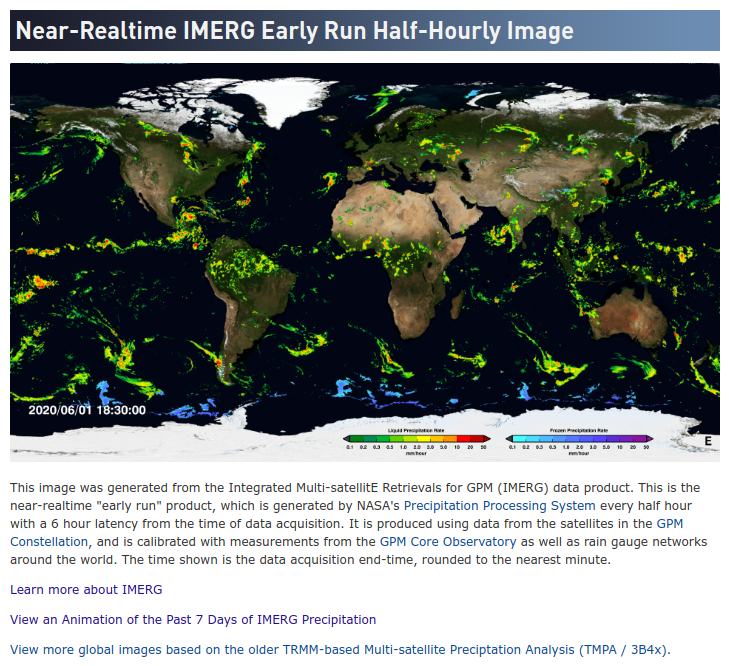 Near-Realtime IMERG Early Run Half-Hourly Image
2020/06/01 18:30:00
Liquid Precipitation Rate
0.1 0.2 0.3 0.5 1.0 2.0 3.0 5.0 10 20 50
mm/hour
Frozen Precipitation Rate
0.1 0.2 0.3 0.5 1.0 2.0 3.0 5.0 10 20 50
mm/hour
E
This image was generated from the Integrated Multi-satellitE Retrievals for GPM (IMERG) data product. This is the
near-realtime "early run" product, which is generated by NASA's Precipitation Processing System every half hour
with a 6 hour latency from the time of data acquisition. It is produced using data from the satellites in the GPM
Constellation, and is calibrated with measurements from the GPM Core Observatory as well as rain gauge networks
around the world. The time shown is the data acquisition end-time, rounded to the nearest minute.
Learn more about IMERG
View an Animation of the Past 7 Days of IMERG Precipitation
View more global images based on the older TRMM-based Multi-satellite Preciptation Analysis (TMPA / 3B4x).